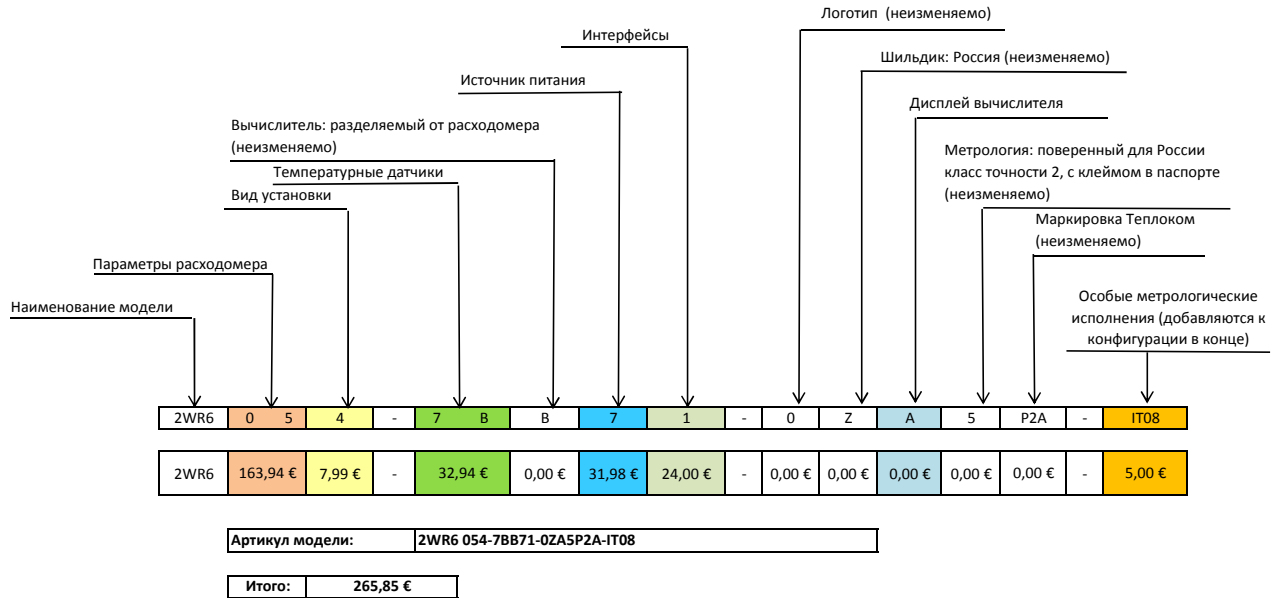 Логотип (неизменяемо)
Интерфейсы
Шильдик: Россия (неизменяемо)
Источник питания
Дисплей вычислителя
Вычислитель: разделяемый от расходомера
(неизменяемо)
Метрология: поверенный для России
класс точности 2, с клеймом в паспорте
(неизменяемо)
Температурные датчики
Вид установки
Маркировка Теплоком
(неизменяемо)
Параметры расходомера
Наименование модели
Особые метрологические
исполнения (добавляются к
конфигурации в конце)
2WR6 0 5 4 - 7 B B 7 1 - 0 Z A 5 P2A - IT08
2WR6 163,94 € 7,99 € - 32,94 € 0,00 € 31,98 € 24,00 € - 0,00 € 0,00 € 0,00 € 0,00 € 0,00 € - 5,00 €
Артикул модели: 2WR6 054-7BB71-0ZA5P2A-IT08
Итого: 265,85 €